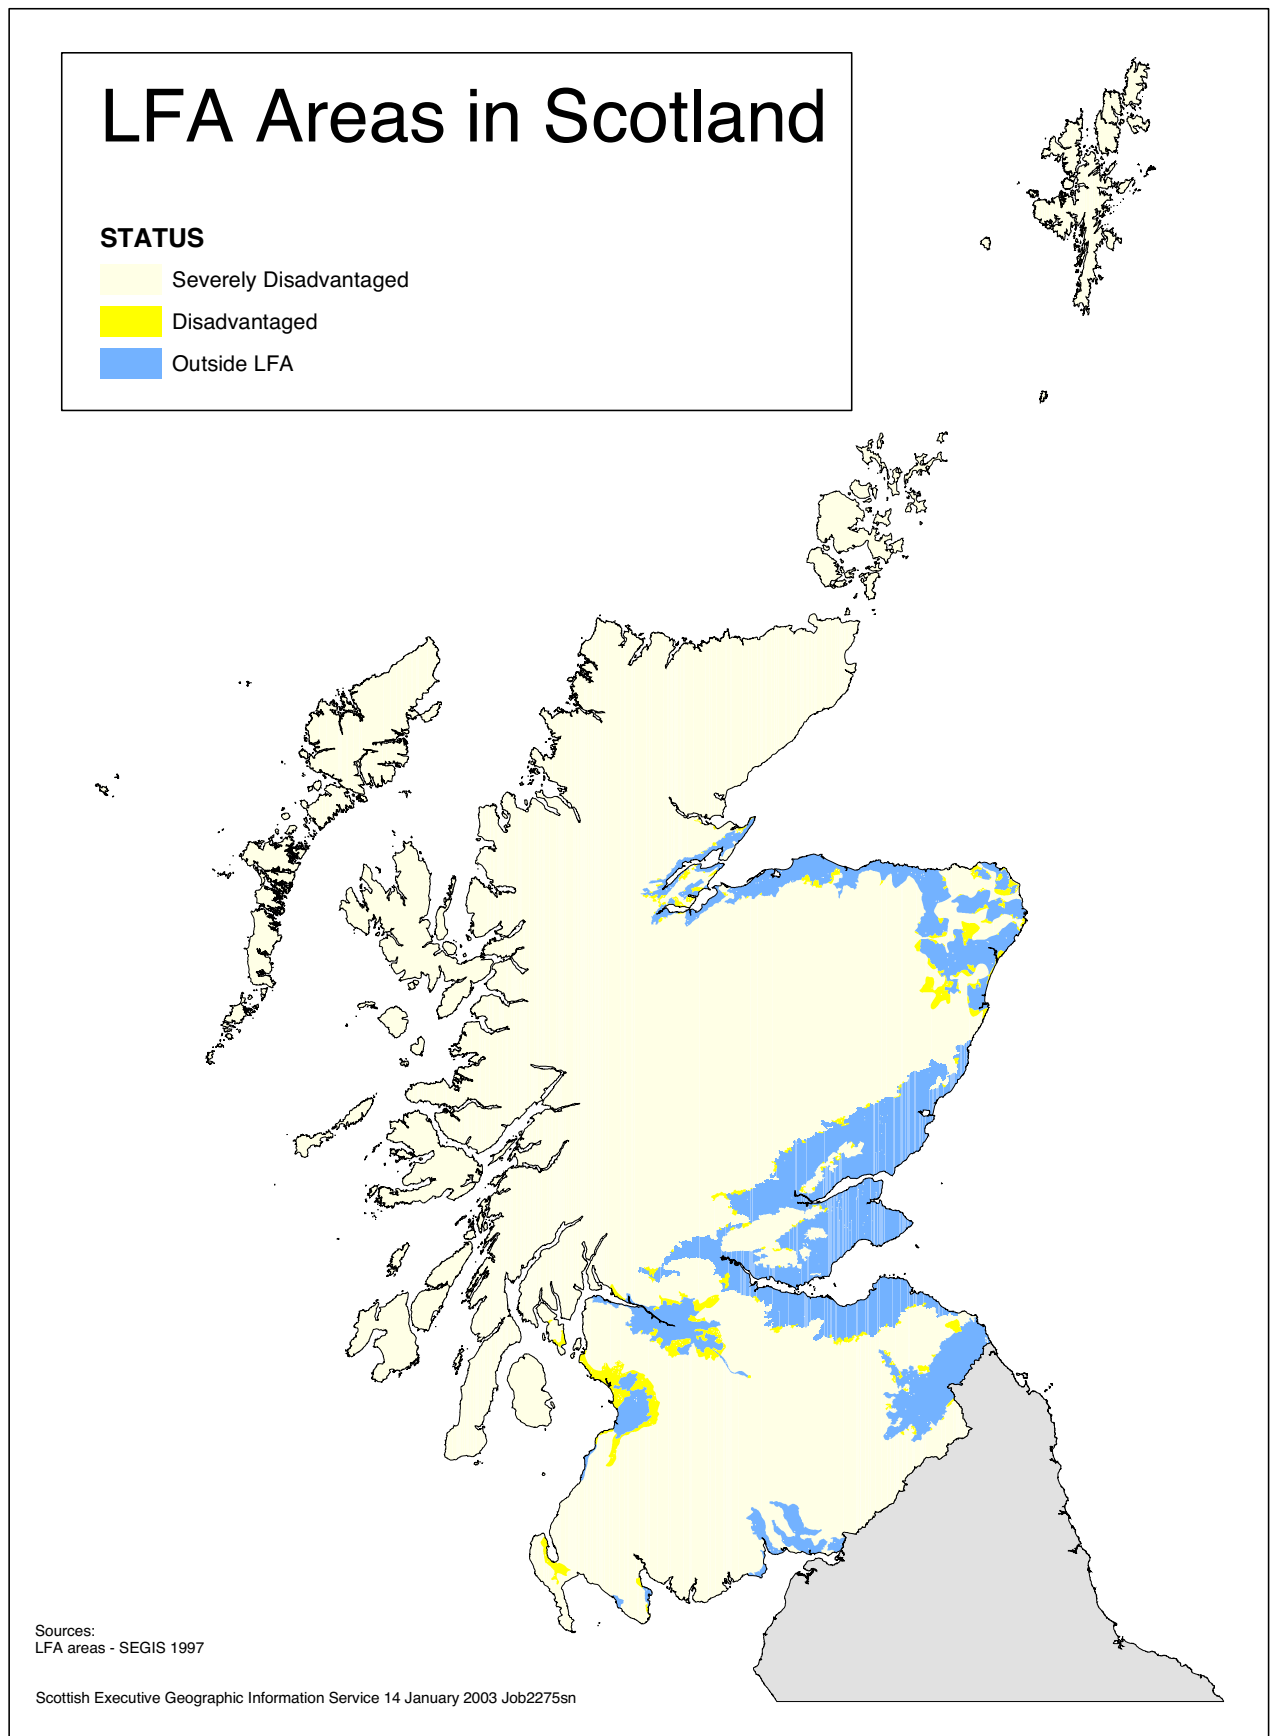 LFA Areas in Scotland
STATUS
Severely Disadvantaged
Disadvantaged
Outside LFA
Sources:
LFA areas - SEGIS 1997
Scottish Executive Geographic Information Service 14 January 2003 Job2275sn